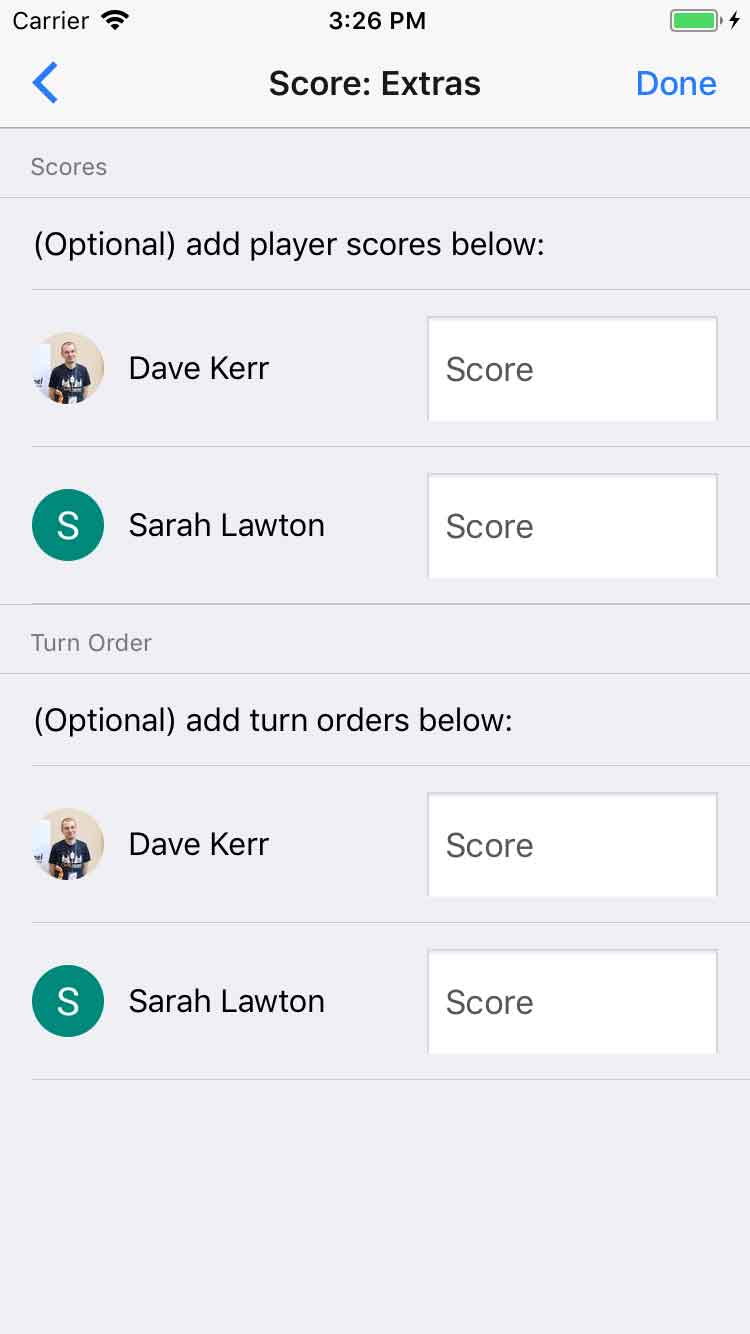 Carrier 3:26 PM
Score: Extras Done
Scores
(Optional) add player scores below:
Dave Kerr Score
S Sarah Lawton Score
Turn Order
(Optional) add turn orders below:
Dave Kerr Score
S Sarah Lawton Score